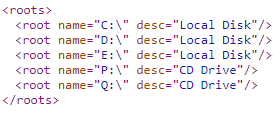 <roots>
<root name="C:\" desc="Local Disk"/>
<root name="D:\" desc="Local Disk"/>
<root name="E:\" desc="Local Disk"/>
<root name="P:\" desc="CD Drive"/>
<root name="Q:\" desc="CD Drive"/>
</roots>